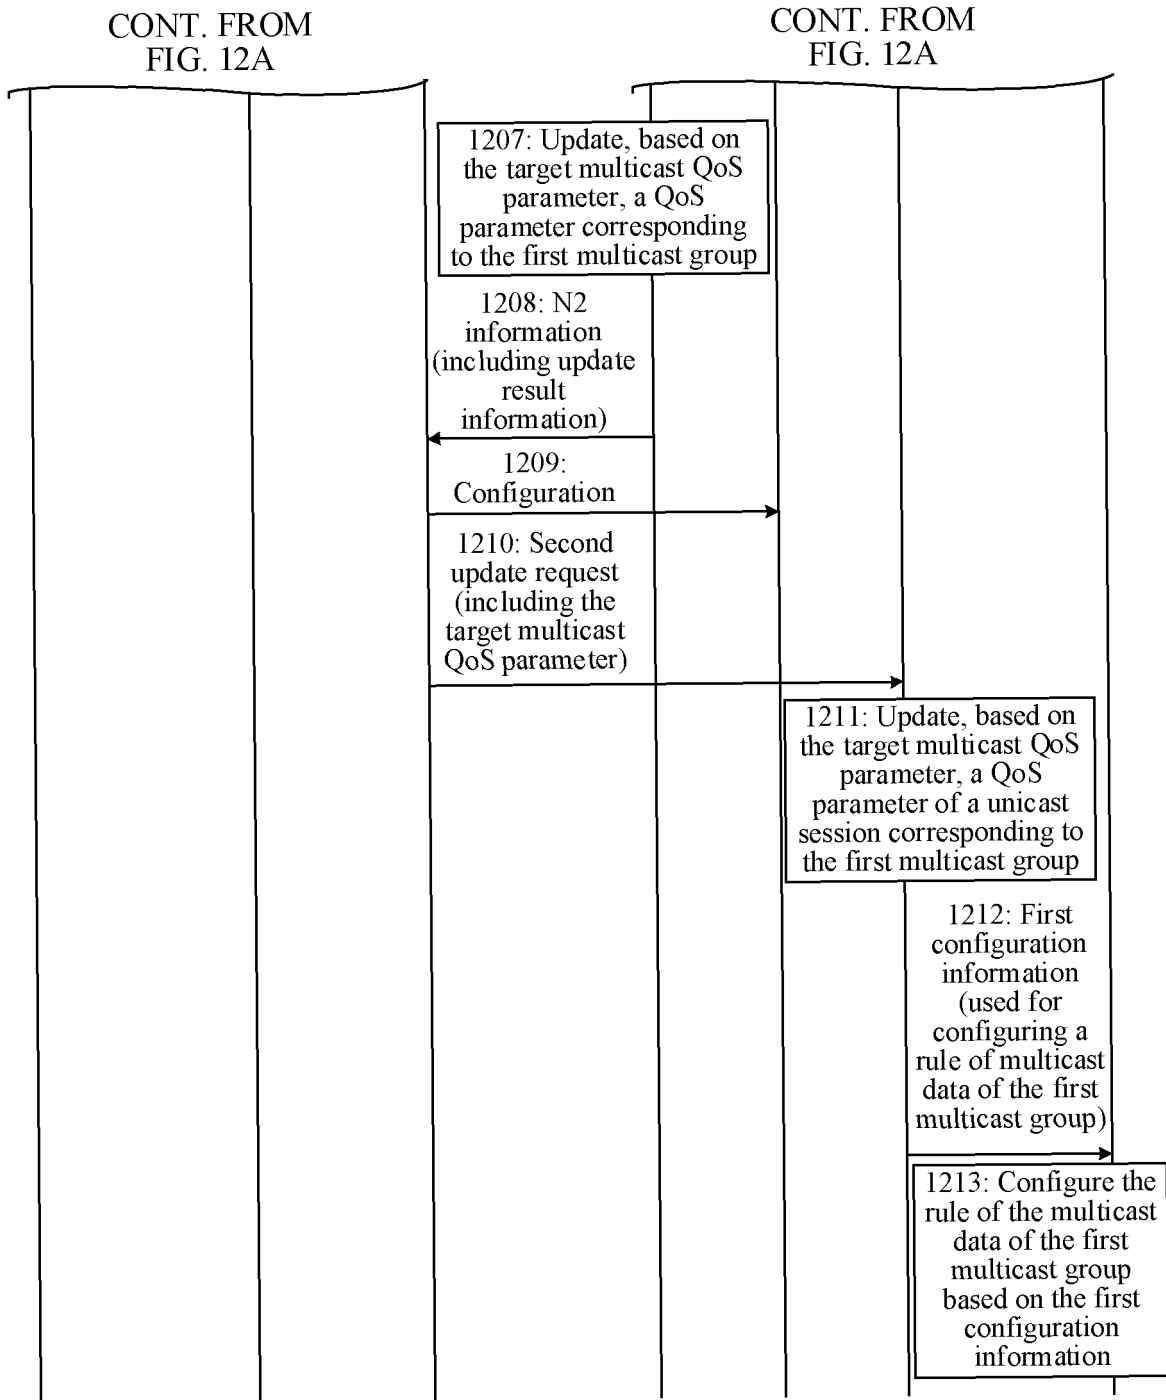 CONT. FROM
FIG. 12A
CONT. FROM
FIG. 12A
1207: Update, based on
the target multicast QoS
parameter, a QoS
parameter corresponding
to the first multicast group
1208: N2
information
(including update
result
information)
1209:
Configuration
1210: Second
update request
(including the
target multicast
QoS parameter)
1211: Update, based on
the target multicast QoS
parameter, a QoS
parameter of a unicast
session corresponding to
the first multicast group
1212: First
configuration
information
(used for
configuring a
rule of multicast
data of the first
multicast group)
1213: Configure the
rule of the multicast
data of the first
multicast group
based on the first
configuration
information